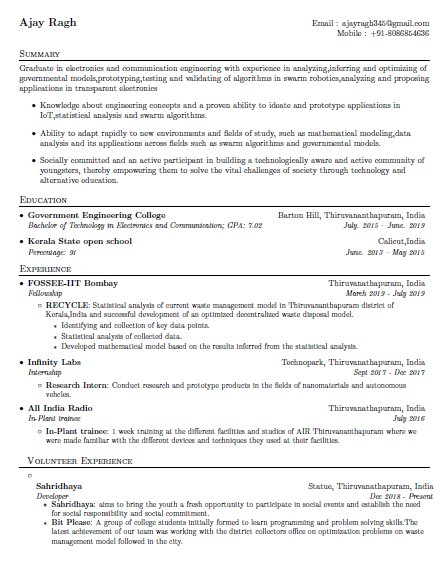 Ajay Ragh
Email : ajayragh345@gmail.com
Mobile : +91-8086854636
Summary
Graduate in electronics and communication engineering with experience in analyzing,inferring and optimizing of
governmental models,prototyping,testing and validating of algorithms in swarm robotics,analyzing and proposing
applications in transparent electronics
• Knowledge about engineering concepts and a proven ability to ideate and prototype applications in
IoT,statistical analysis and swarm algorithms.
• Ability to adapt rapidly to new environments and fields of study, such as mathematical modeling,data
analysis and its applications across fields such as swarm algorithms and governmental models.
• Socially committed and an active participant in building a technologically aware and active community of
youngsters, thereby empowering them to solve the vital challenges of society through technology and
alternative education.
Education
• Government Engineering College Barton Hill, Thiruvananthapuram, India
Bachelor of Technology in Electronics and Communication; GPA: 7.02 July. 2015 – June. 2019
• Kerala State open school Calicut,India
Percentage: 91 June. 2013 – May 2015
Experience
• FOSSEE-IIT Bombay Thiruvananthapuram, India
Fellowship March 2019 - July 2019
○ RECYCLE: Statistical analysis of current waste management model in Thiruvananthapuram district of
Kerala,India and successful development of an optimized decentralized waste disposal model.
∗ Identifying and collection of key data points.
∗ Statistical analysis of collected data.
∗ Developed mathematical model based on the results inferred from the statistical analysis.
• Infinity Labs Technopark, Thiruvananthapuram, India
Internship Sept 2017 - Dec 2017
○ Research Intern: Conduct research and prototype products in the fields of nanomaterials and autonomous
vehicles.
• All India Radio Thiruvananthapuram, India
In-Plant trainee July 2016
○ In-Plant trainee: 1 week training at the different facilities and studios of AIR Thiruvananthapuram where we
were made familiar with the different devices and techniques they used at their facilities.
Volunteer Experience
○
Sahridhaya Statue, Thiruvanathapuram, India
Developer Dec 2018 - Present
∗ Sahridhaya: aims to bring the youth a fresh opportunity to participate in social events and establish the need
for social responsibility and social commitment.
∗ Bit Please: A group of college students initially formed to learn programming and problem solving skills.The
latest achievement of our team was working with the district collectors office on optimization problems on waste
management model followed in the city.